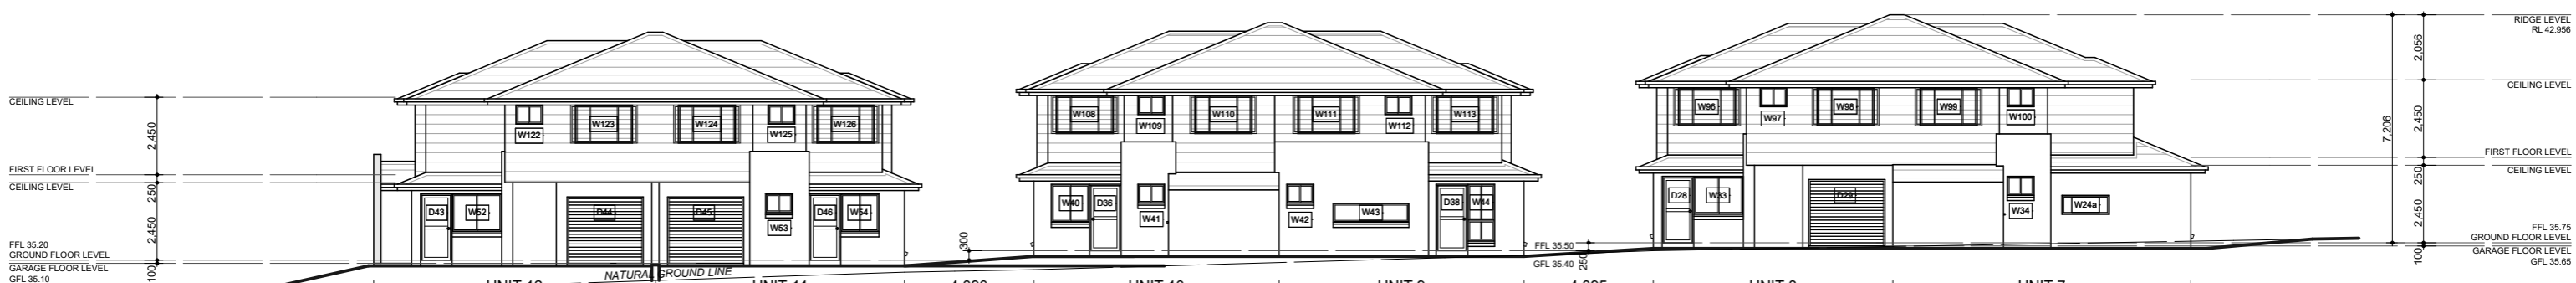 RIDGE LEVEL
RL 42.956
2,056
CEILING LEVEL
CEILING LEVEL
W122
W123
W124
W125
W126
W108
W109
W110
W111
W112
W113
W96
W97
W98
W99
W100
2,450
7,206
2,450
FIRST FLOOR LEVEL
FIRST FLOOR LEVEL
CEILING LEVEL
250
250
CEILING LEVEL
D43
W52
D44
D45
W53
D46
W54
W40
D36
W41
W42
W43
D38
W44
D28
W33
D29
W34
W24a
2,450
2,450
FFL 35.20
GROUND FLOOR LEVEL
300
FFL 35.50
250
FFL 35.75
GROUND FLOOR LEVEL
GARAGE FLOOR LEVEL
GFL 35.10
100
NATURAL GROUND LINE
GFL 35.40
100
GARAGE FLOOR LEVEL
GFL 35.65